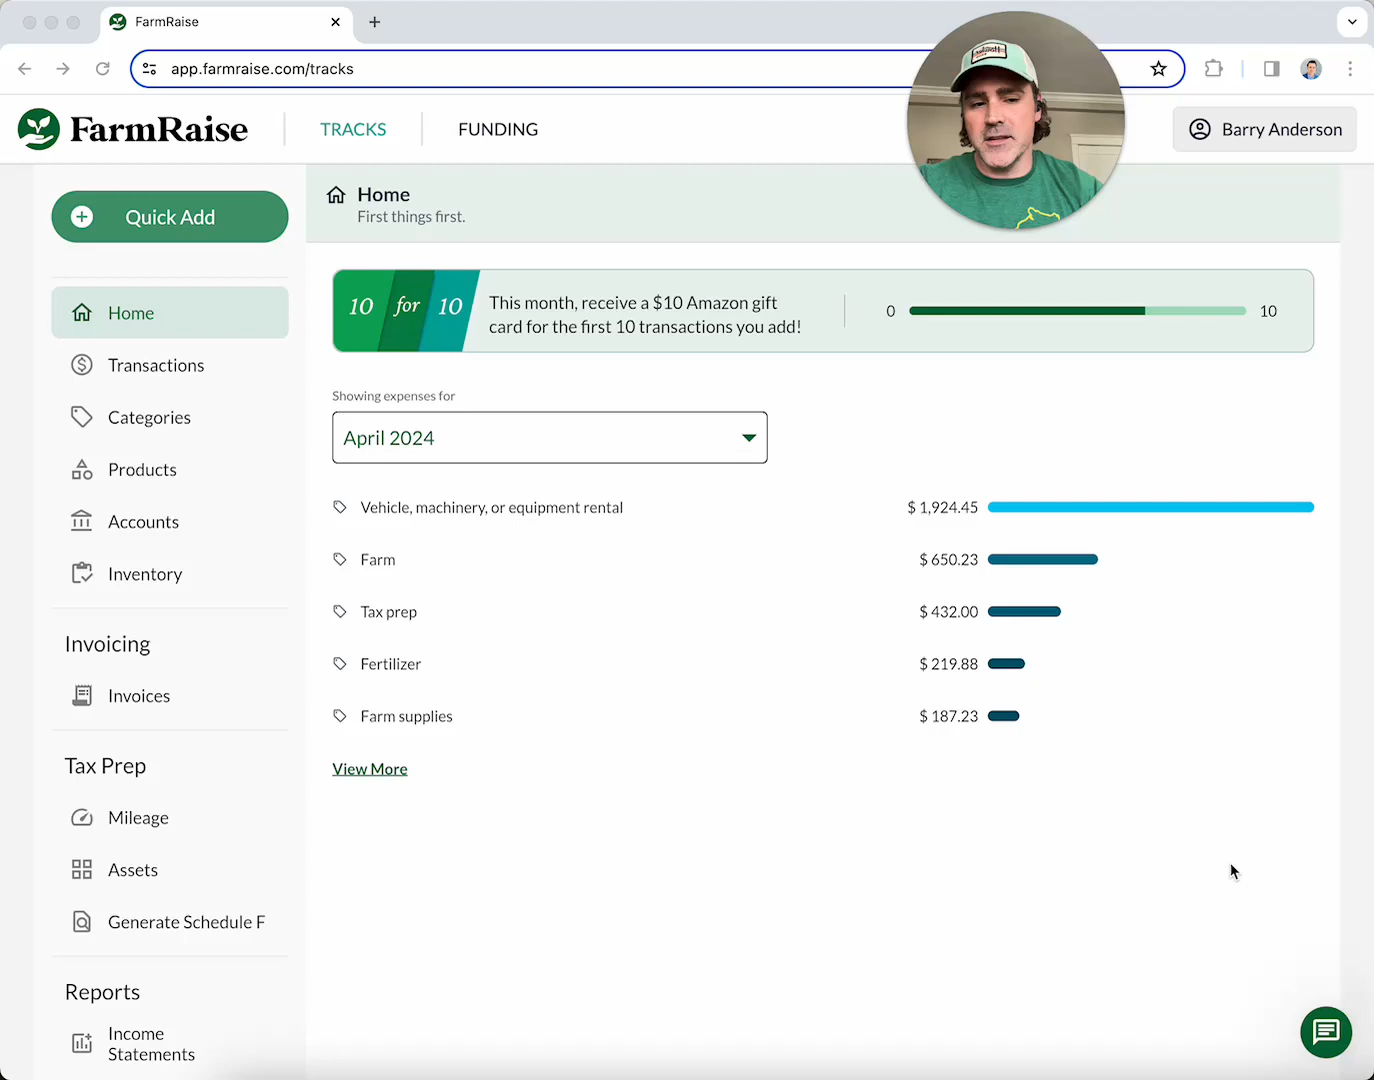 FarmRaise
app.farmraise.com/tracks
FarmRaise
TRACKS
FUNDING
Barry Anderson
Quick Add
Home
Transactions
Categories
Products
Accounts
Inventory
Invoicing
Invoices
Tax Prep
Mileage
Assets
Generate Schedule F
Reports
Income
Statements
Home
First things first.
10 for 10
This month, receive a $10 Amazon gift
card for the first 10 transactions you add!
0
10
Showing expenses for
April 2024
Vehicle, machinery, or equipment rental
$ 1,924.45
Farm
$ 650.23
Tax prep
$ 432.00
Fertilizer
$ 219.88
Farm supplies
$ 187.23
View More